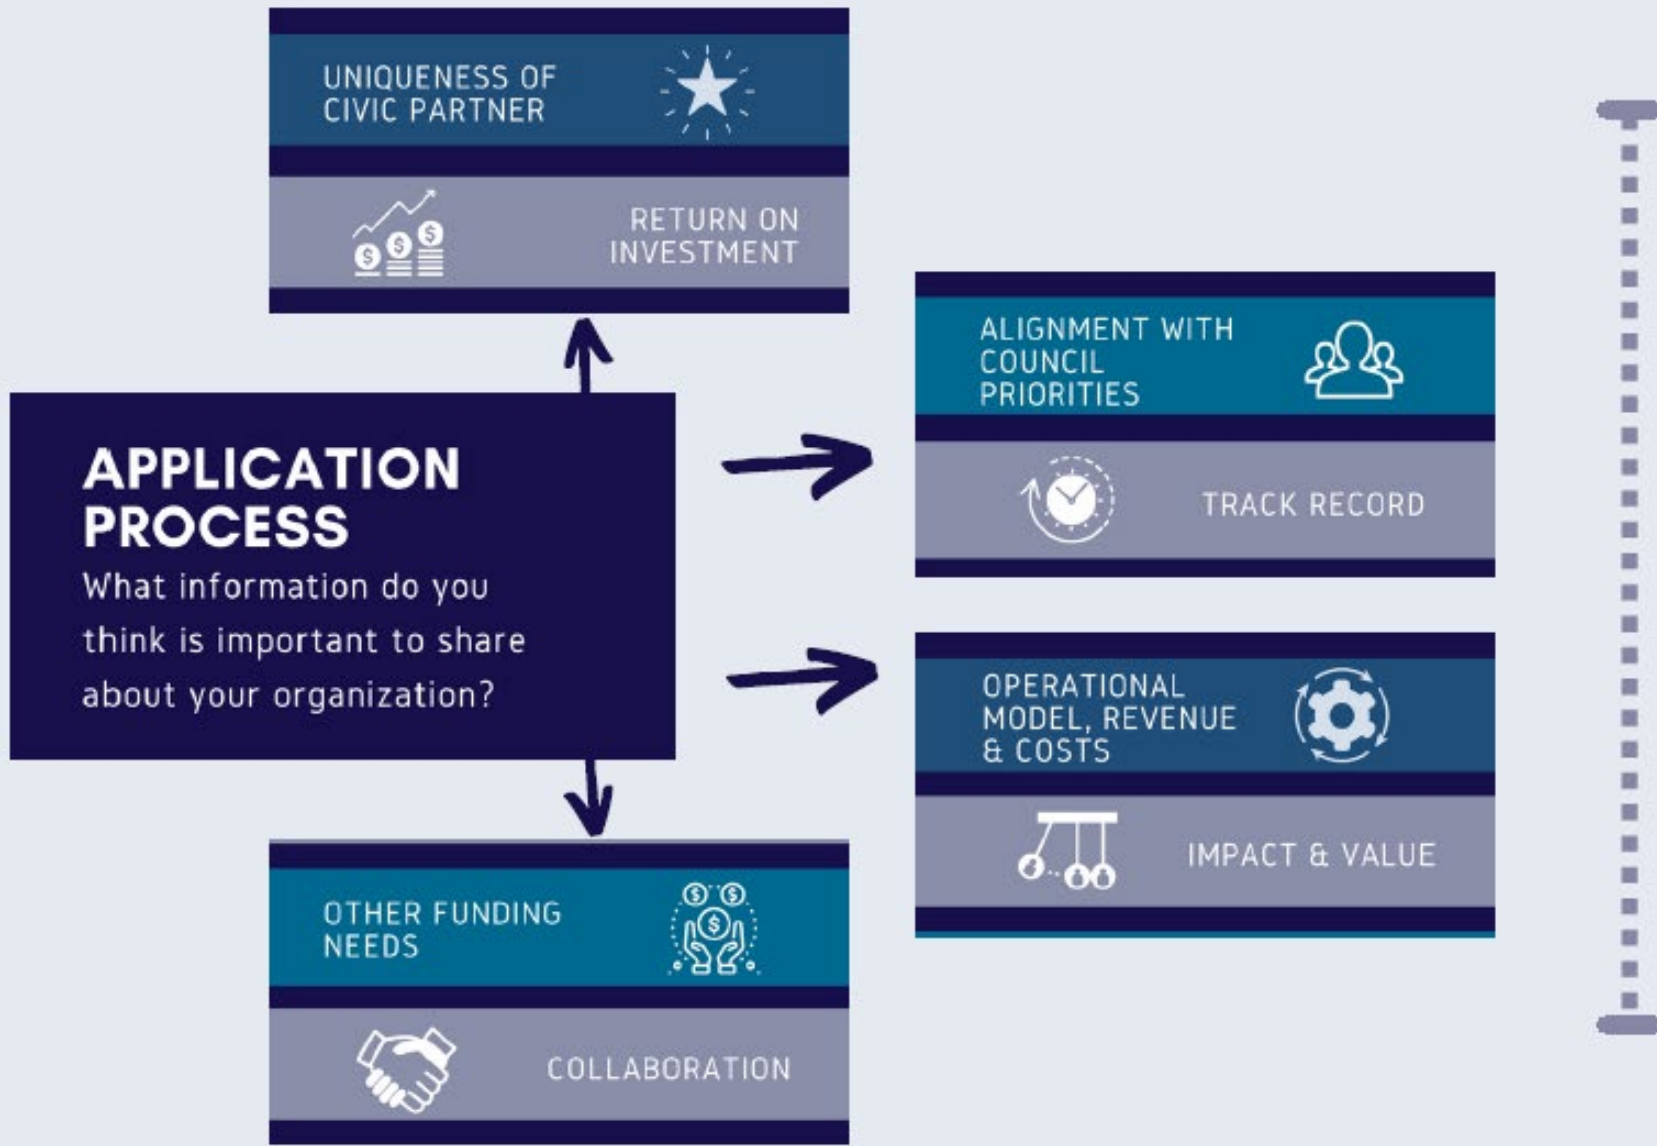 UNIQUENESS OF
CIVIC PARTNER
RETURN ON
INVESTMENT
APPLICATION
PROCESS
What information do you
think is important to share
about your organization?
ALIGNMENT WITH
COUNCIL
PRIORITIES
TRACK RECORD
OPERATIONAL
MODEL, REVENUE
& COSTS
IMPACT & VALUE
OTHER FUNDING
NEEDS
COLLABORATION